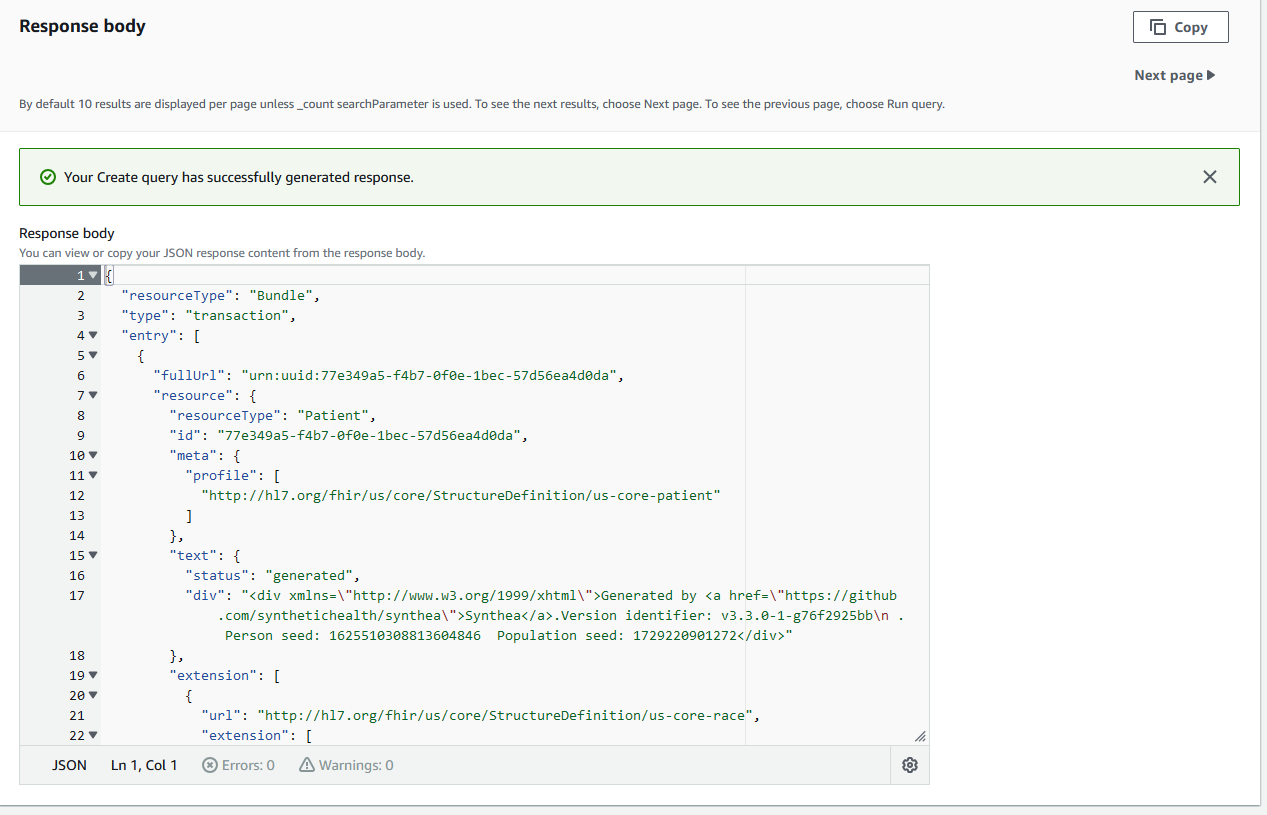 Response body
Copy
Next page
By default 10 results are displayed per page unless _count searchParameter is used. To see the next results, choose Next page. To see the previous page, choose Run query.
Your Create query has successfully generated response.
Response body
You can view or copy your JSON response content from the response body.
1 {
2 "resourceType": "Bundle",
3 "type": "transaction",
4 "entry": [
5 {
6 "fullUrl": "urn:uuid:77e349a5-f4b7-0f0e-1bec-57d56ea4d0da",
7 "resource": {
8 "resourceType": "Patient",
9 "id": "77e349a5-f4b7-0f0e-1bec-57d56ea4d0da",
10 "meta": {
11 "profile": [
12 "http://hl7.org/fhir/us/core/StructureDefinition/us-core-patient"
13 ]
14 },
15 "text": {
16 "status": "generated",
17 "div": "<div xmlns=\"http://www.w3.org/1999/xhtml\">Generated by <a href=\"https://github
.com/synthetichealth/synthea\">Synthea</a>.Version identifier: v3.3.0-1-g76f2925bb\n .
Person seed: 1625510308813604846  Population seed: 1729220901272</div>"
18 },
19 "extension": [
20 {
21 "url": "http://hl7.org/fhir/us/core/StructureDefinition/us-core-race",
22 "extension": [
JSON Ln 1, Col 1 Errors: 0 Warnings: 0